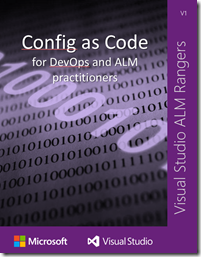 V1
Config as Code
for DevOps and ALM
practitioners
Visual Studio ALM Rangers
Microsoft
Visual Studio